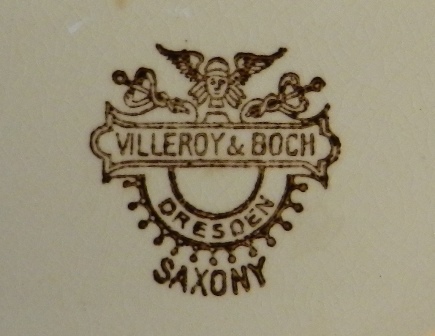 VILLEROY & BOCH
DRESDEN
SAXONY